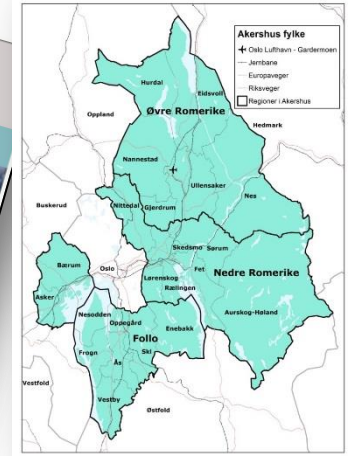 Akershus fylke
Oslo Lufthavn - Gardermoen
Jernbane
Europaveger
Riksveger
Regioner i Akershus
Hurdal
Eidsvoll
Øvre Romerike
Oppland
Hedmark
Nannestad
Ullensaker
Nes
Buskerud
Nittedal
Gjerdrum
Skedsmo
Sørum
Bærum
Oslo
Lørenskog
Fet
Nedre Romerike
Rælingen
Asker
Aurskog-Høland
Nesodden
Oppegård
Enebakk
Follo
Frogn
Ås
Ski
Vestfold
Vestby
Østfold